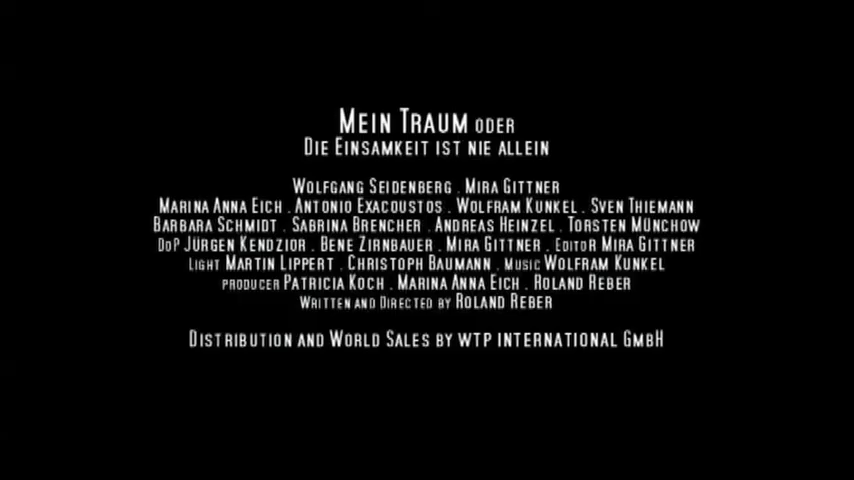 Mein Traum oder
Die Einsamkeit ist nie allein
Wolfgang Seidenberg . Mira Gittner
Marina Anna Eich . Antonio Exacoustos . Wolfram Kunkel . Sven Thiemann
Barbara Schmidt . Sabrina Brencher . Andreas Heinzel . Torsten Münchow
DoP Jürgen Kendzior . Bene Zirnbauer . Mira Gittner . Editor Mira Gittner
Light Martin Lippert . Christoph Baumann . Music Wolfram Kunkel
producer Patricia Koch . Marina Anna Eich . Roland Reber
Written and Directed by Roland Reber
Distribution and World Sales by WTP INTERNATIONAL GmbH